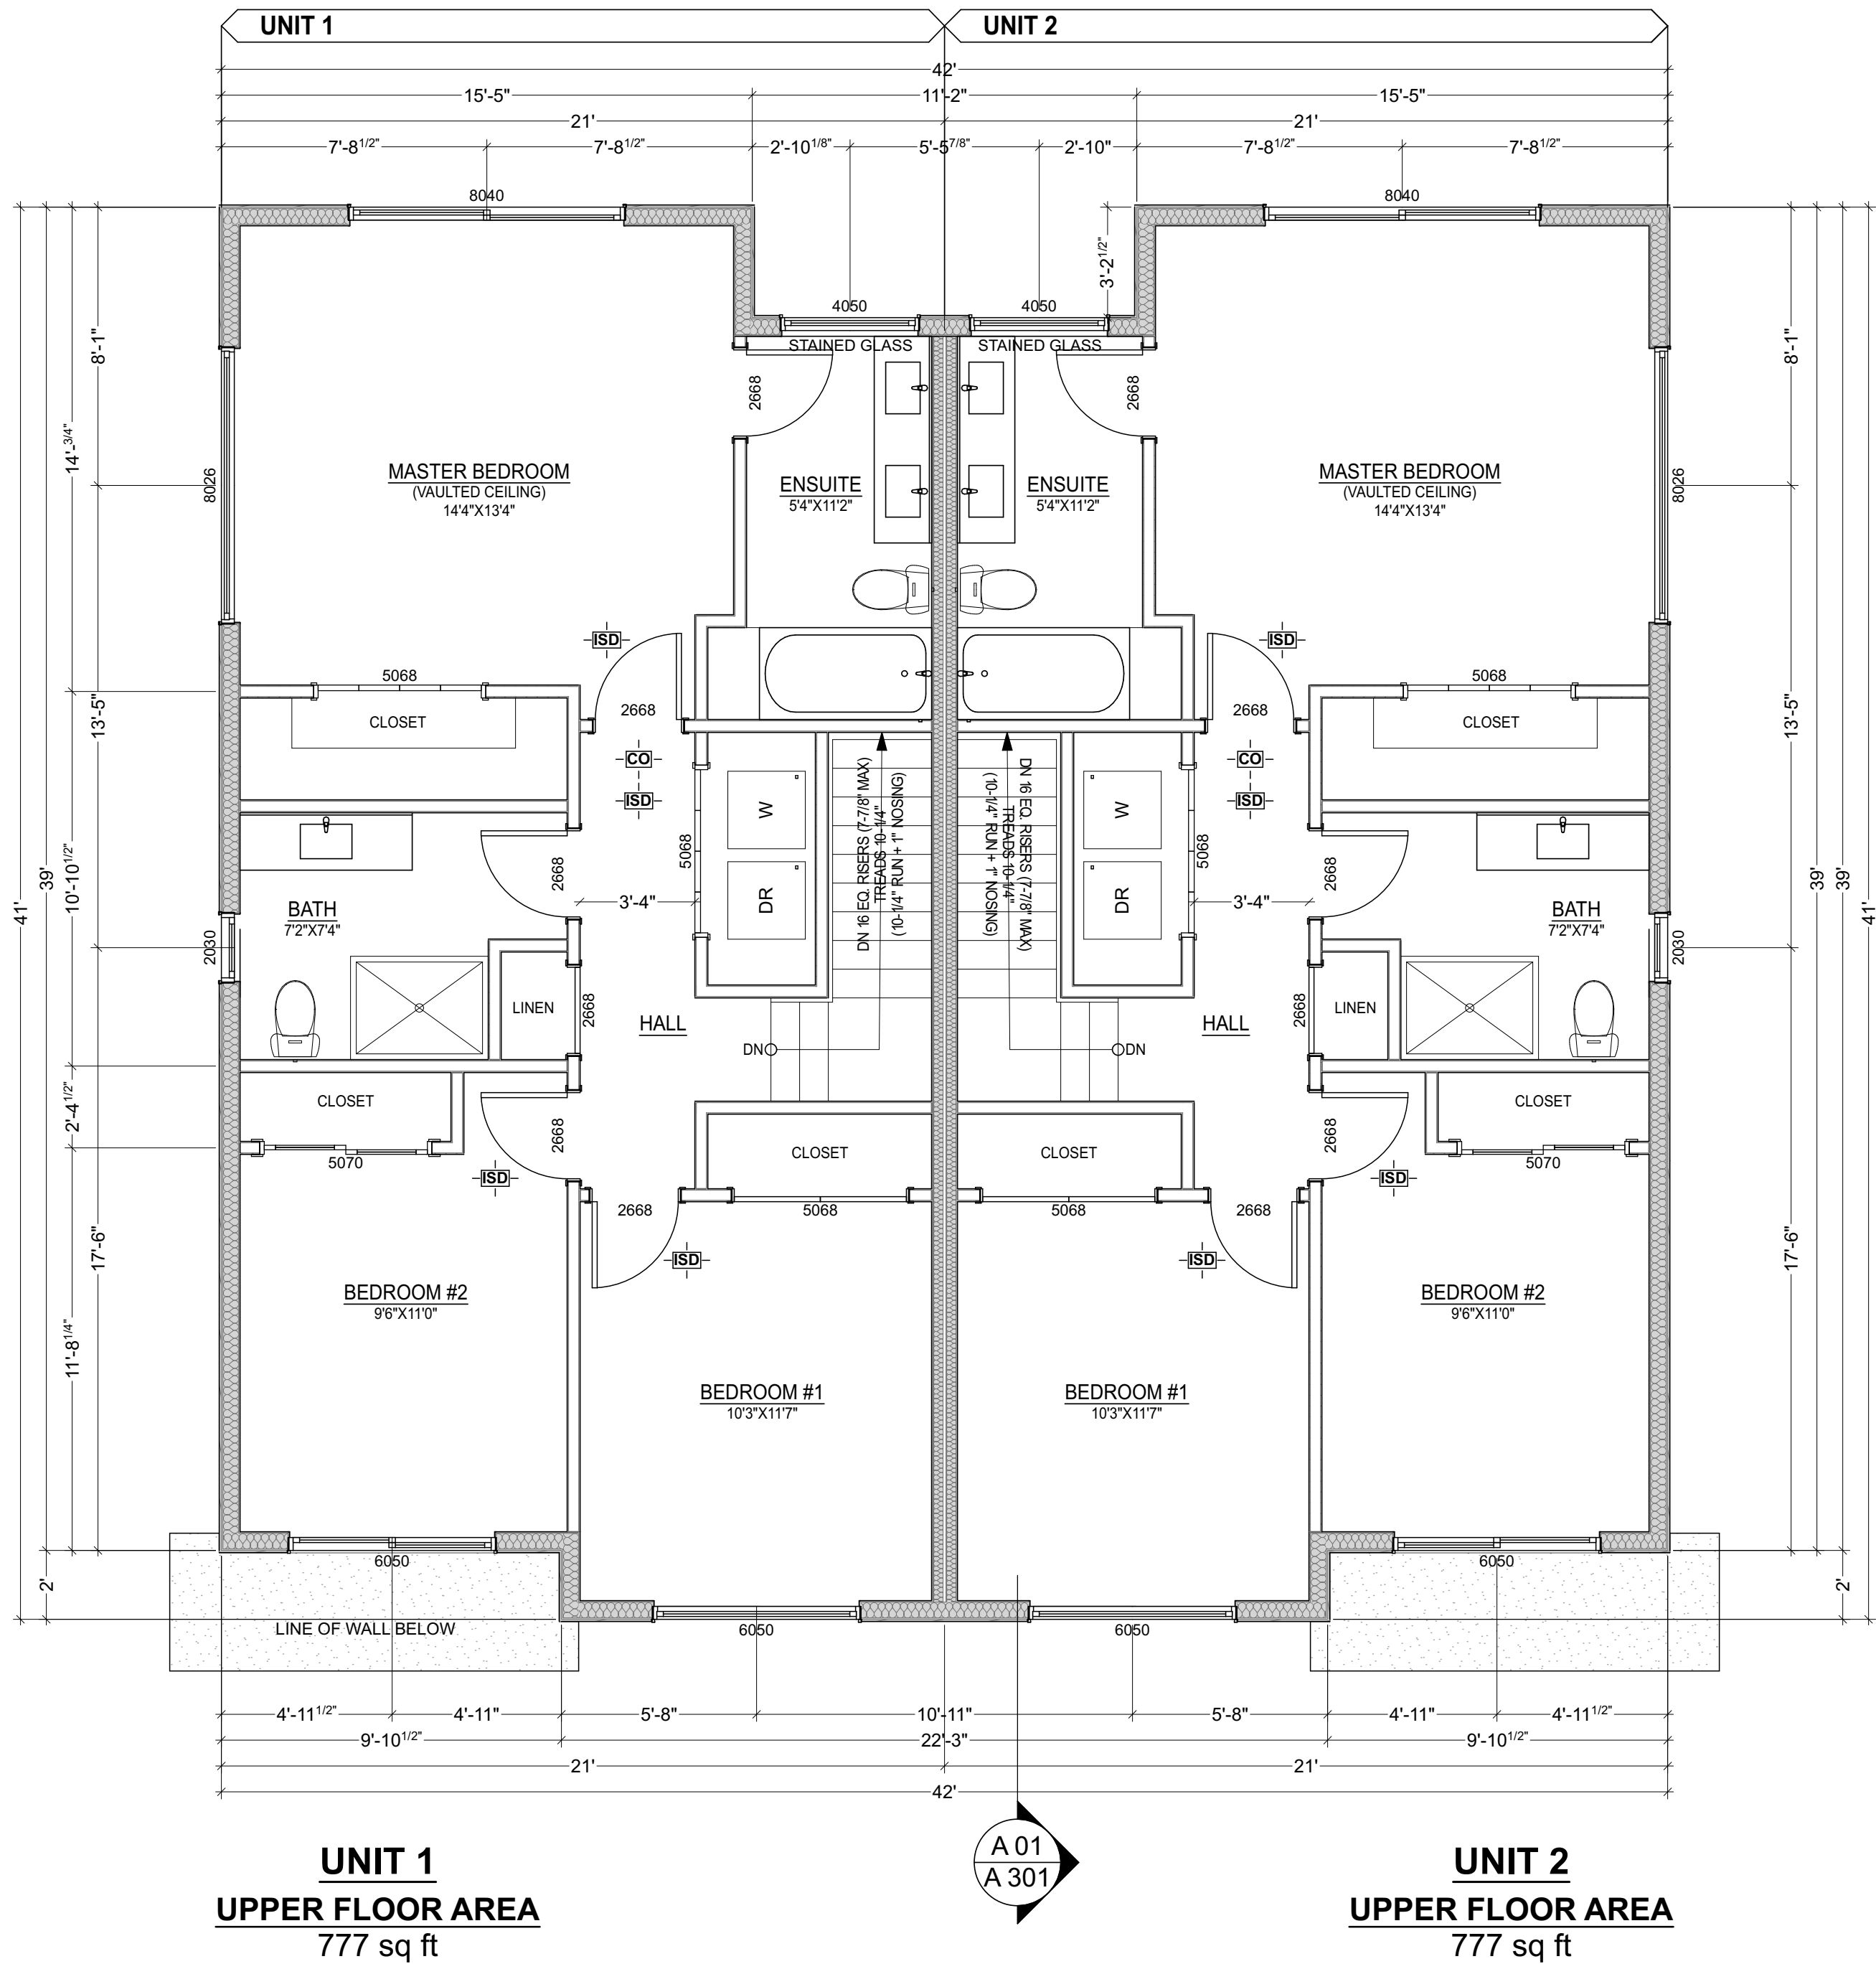 UNIT 1
UNIT 2
42'
15'-5"
11'-2"
15'-5"
21'
21'
7'-8 1/2"
7'-8 1/2"
2'-10 1/8"
5'-5 7/8"
2'-10"
7'-8 1/2"
7'-8 1/2"
8040
8040
3'-2 1/2"
4050
4050
STAINED GLASS
STAINED GLASS
8'-1"
8'-1"
2668
2668
14'-3/4"
8026
8026
MASTER BEDROOM
(VAULTED CEILING)
14'4"X13'4"
ENSUITE
5'4"X11'2"
ENSUITE
5'4"X11'2"
MASTER BEDROOM
(VAULTED CEILING)
14'4"X13'4"
ISD
ISD
5068
5068
13'-5"
CLOSET
2668
2668
CLOSET
13'-5"
CO
CO
ISD
ISD
W
DN 16 EQ. RISERS (7-7/8" MAX)
TREADS 10-1/4"
(10-1/4" RUN + 1" NOSING)
DN 16 EQ. RISERS (7-7/8" MAX)
TREADS 10-1/4"
(10-1/4" RUN + 1" NOSING)
W
5068
5068
41'
39'
10'-10 1/2"
2668
3'-4"
DR
DR
3'-4"
2668
39'
39'
41'
BATH
7'2"X7'4"
BATH
7'2"X7'4"
2030
2030
LINEN
2668
HALL
HALL
2668
LINEN
DN
DN
2'-4 1/2"
CLOSET
2668
CLOSET
CLOSET
2668
CLOSET
5070
5070
ISD
ISD
2668
5068
5068
2668
17'-6"
ISD
ISD
17'-6"
BEDROOM #2
9'6"X11'0"
BEDROOM #2
9'6"X11'0"
11'-8 1/4"
BEDROOM #1
10'3"X11'7"
BEDROOM #1
10'3"X11'7"
6050
6050
2'
2'
LINE OF WALL BELOW
6050
6050
4'-11 1/2"
4'-11"
5'-8"
10'-11"
5'-8"
4'-11"
4'-11 1/2"
9'-10 1/2"
22'-3"
9'-10 1/2"
21'
21'
42'
A 01
A 301
UNIT 1
UPPER FLOOR AREA
777 sq ft
UNIT 2
UPPER FLOOR AREA
777 sq ft